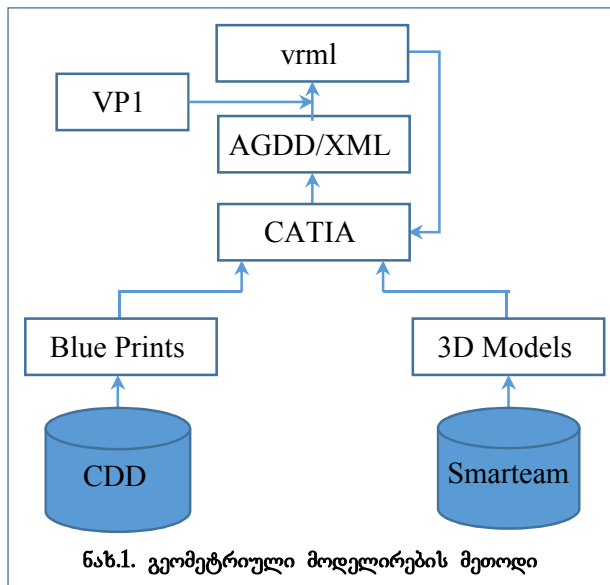 vrml
VP1
AGDD/XML
CATIA
Blue Prints
3D Models
CDD
Smarteam
ნახ.1. გეომეტრიული მოდელირების მეთოდი